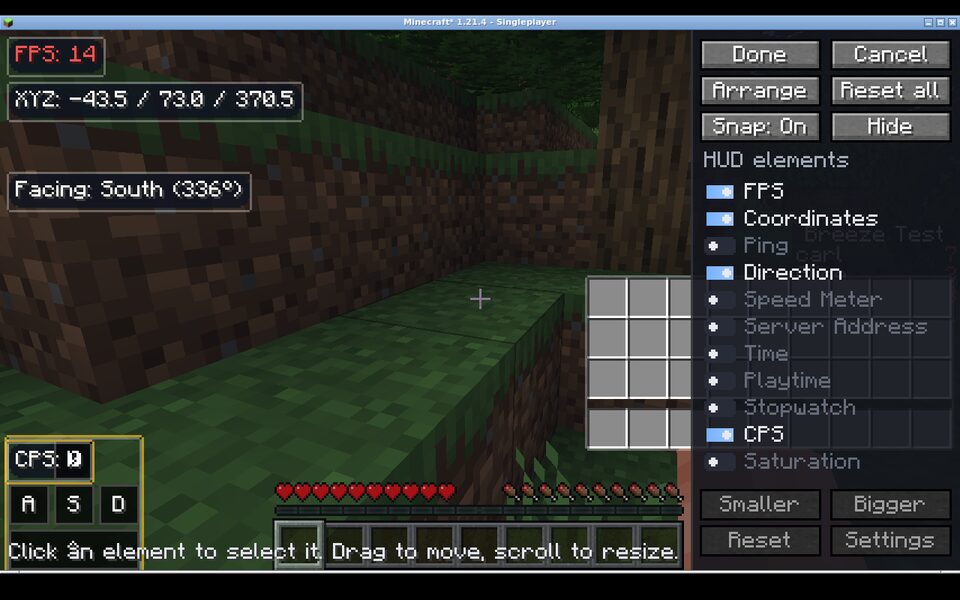 Minecraft* 1.21.4 - Singleplayer
FPS: 14
XYZ: -43.5 / 73.0 / 370.5
Facing: South (336°)
CPS: 0
A S D
Click an element to select it. Drag to move, scroll to resize.
Done Cancel
Arrange Reset all
Snap: On Hide
HUD elements
FPS
Coordinates
Ping
Direction
Speed Meter
Server Address
Time
Playtime
Stopwatch
CPS
Saturation
Smaller Bigger
Reset Settings
Breeze Test
carl